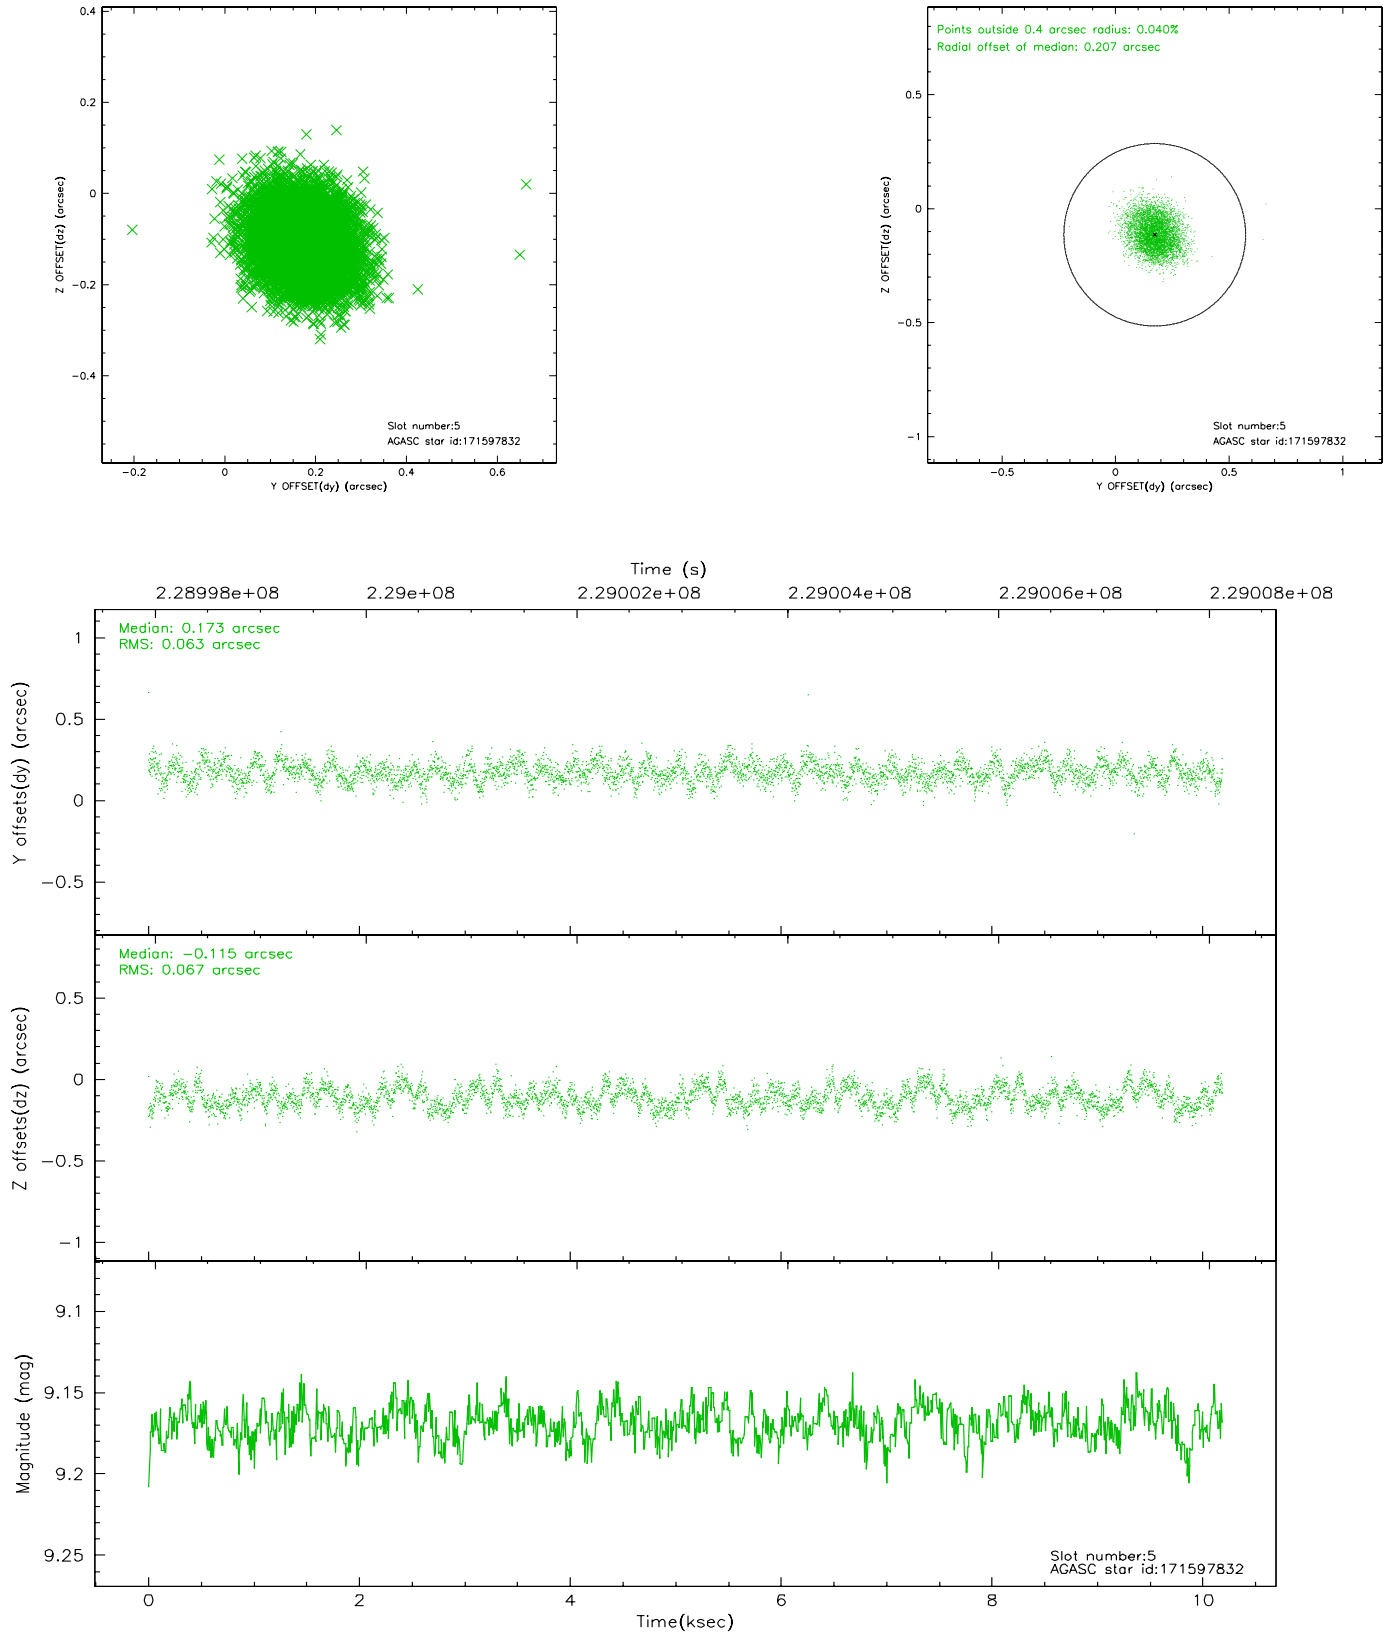 0.4
0.2
0
−0.2
−0.4
Z OFFSET(dz) (arcsec)
Slot number:5
AGASC star id:171597832
−0.2 0 0.2 0.4 0.6
Y OFFSET(dy) (arcsec)
Points outside 0.4 arcsec radius: 0.040%
Radial offset of median: 0.207 arcsec
0.5
0
−0.5
−1
Z OFFSET(dz) (arcsec)
Slot number:5
AGASC star id:171597832
−0.5 0 0.5 1
Y OFFSET(dy) (arcsec)
Time (s)
2.28998e+08 2.29e+08 2.29002e+08 2.29004e+08 2.29006e+08 2.29008e+08
Median: 0.173 arcsec
RMS: 0.063 arcsec
1
0.5
0
−0.5
Y offsets(dy) (arcsec)
Median: −0.115 arcsec
RMS: 0.067 arcsec
0.5
0
−0.5
−1
Z offsets(dz) (arcsec)
9.1
9.15
9.2
9.25
Magnitude (mag)
Slot number:5
AGASC star id:171597832
0 2 4 6 8 10
Time(ksec)